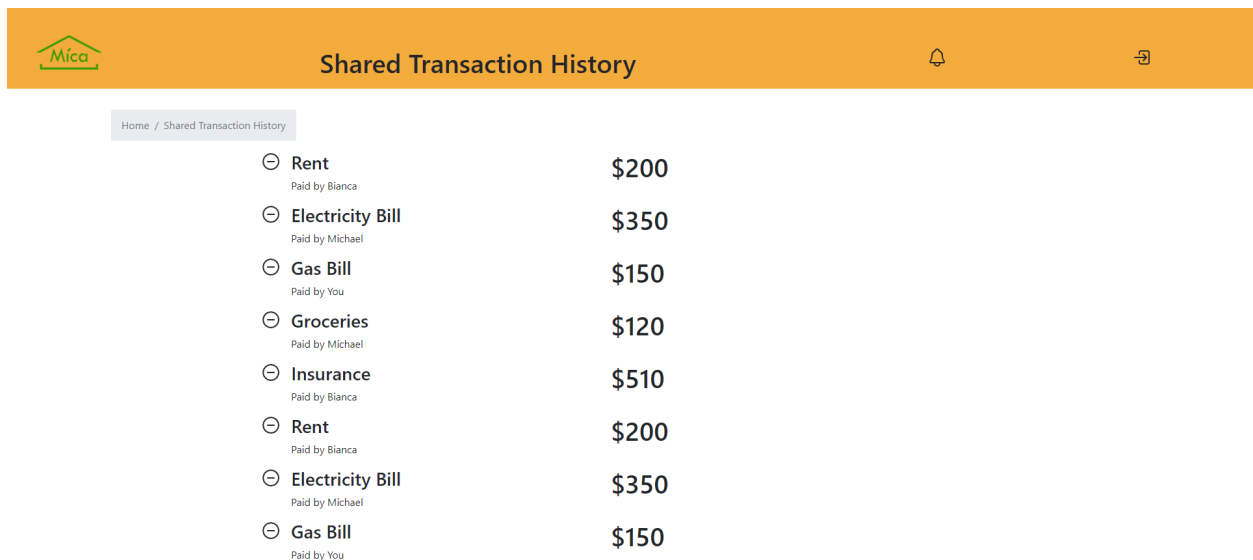 Mica
Shared Transaction History
Home / Shared Transaction History
Rent
$200
Paid by Bianca
Electricity Bill
$350
Paid by Michael
Gas Bill
$150
Paid by You
Groceries
$120
Paid by Michael
Insurance
$510
Paid by Bianca
Rent
$200
Paid by Bianca
Electricity Bill
$350
Paid by Michael
Gas Bill
$150
Paid by You